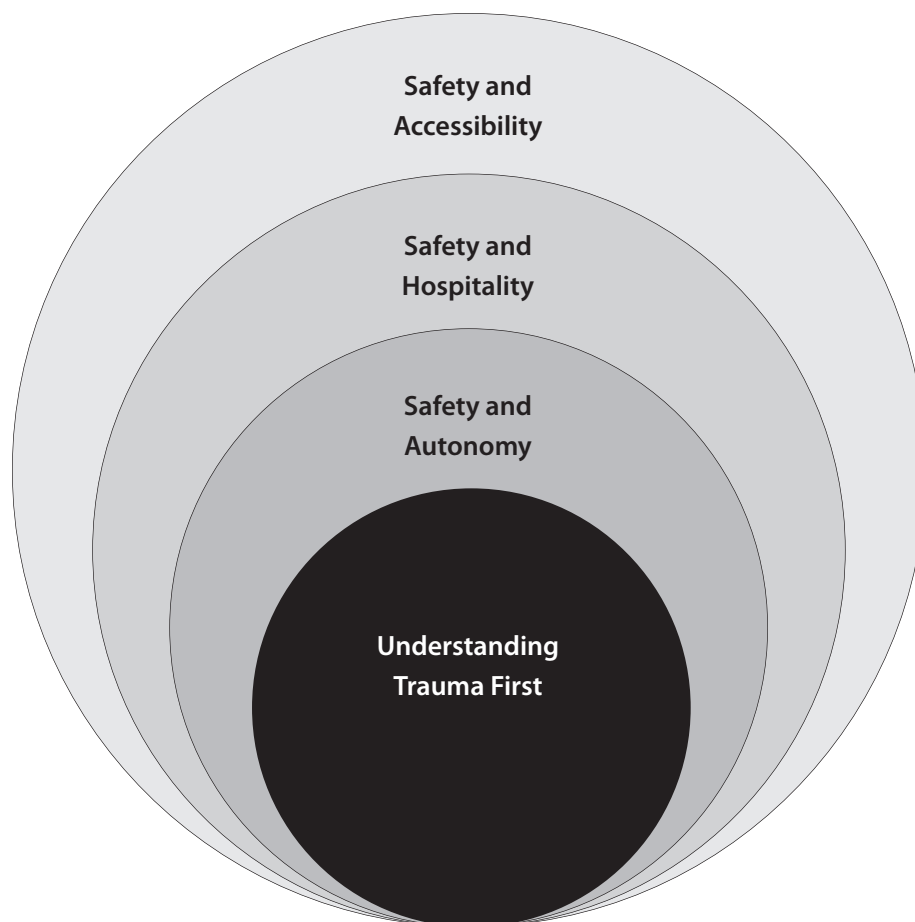 Safety and
Accessibility
Safety and
Hospitality
Safety and
Autonomy
Understanding
Trauma First